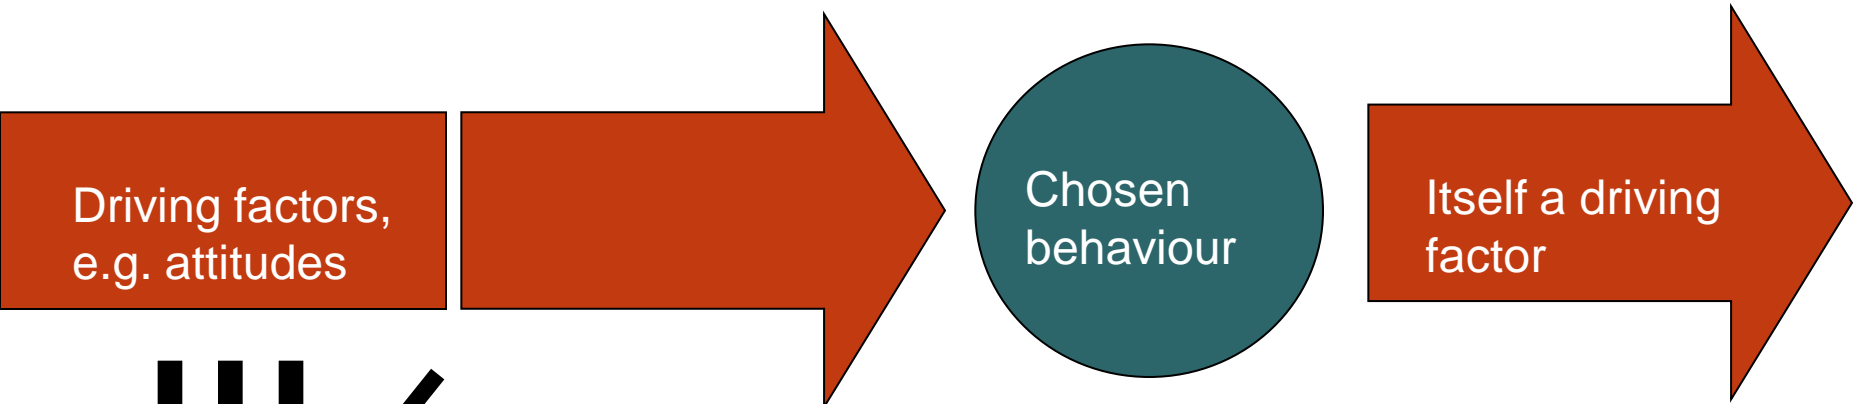 Driving factors,
e.g. attitudes
Chosen
behaviour
Itself a driving
factor